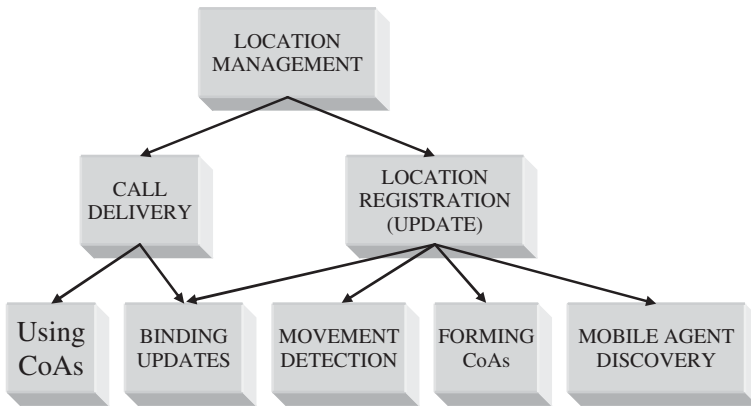 LOCATION
MANAGEMENT
CALL
DELIVERY
LOCATION
REGISTRATION
(UPDATE)
Using
CoAs
BINDING
UPDATES
MOVEMENT
DETECTION
FORMING
CoAs
MOBILE AGENT
DISCOVERY